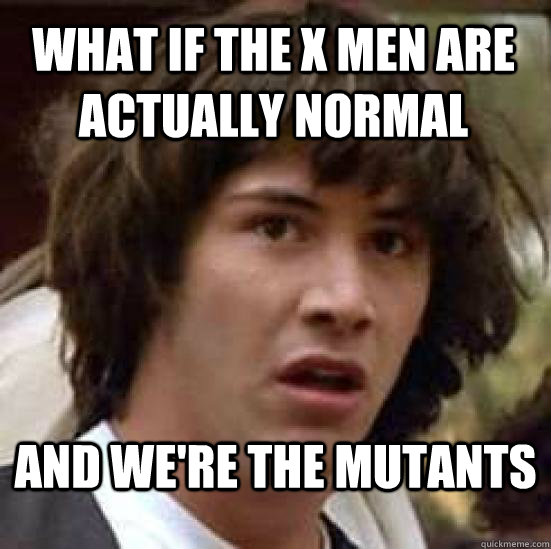 WHAT IF THE X MEN ARE
ACTUALLY NORMAL
AND WE'RE THE MUTANTS
quickmeme.com